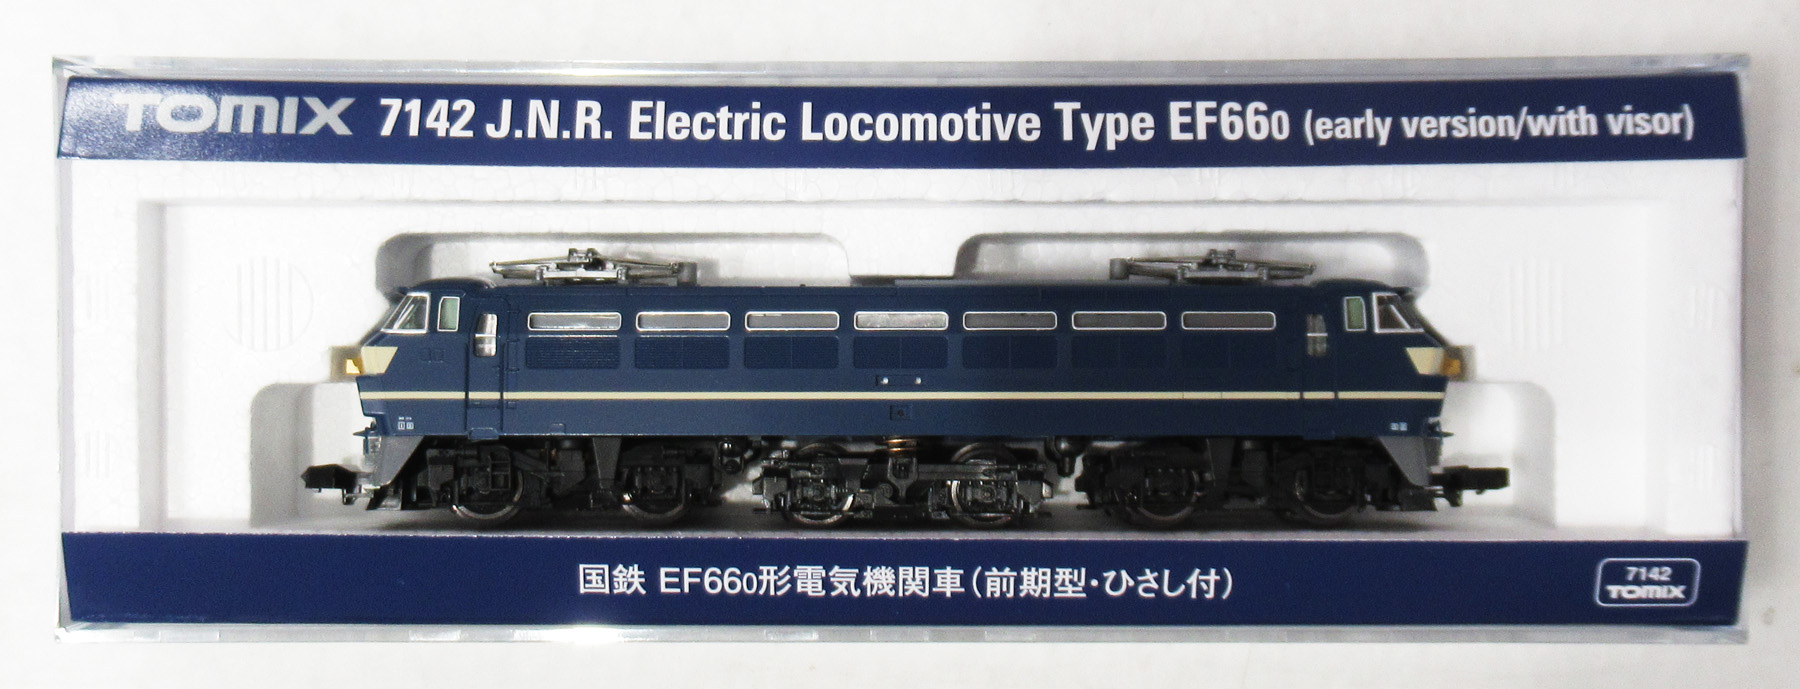 TOMIX 7142 J.N.R. Electric Locomotive Type EF660 (early version/with visor)
国鉄 EF660形電気機関車(前期型・ひさし付)
7142
TOMIX